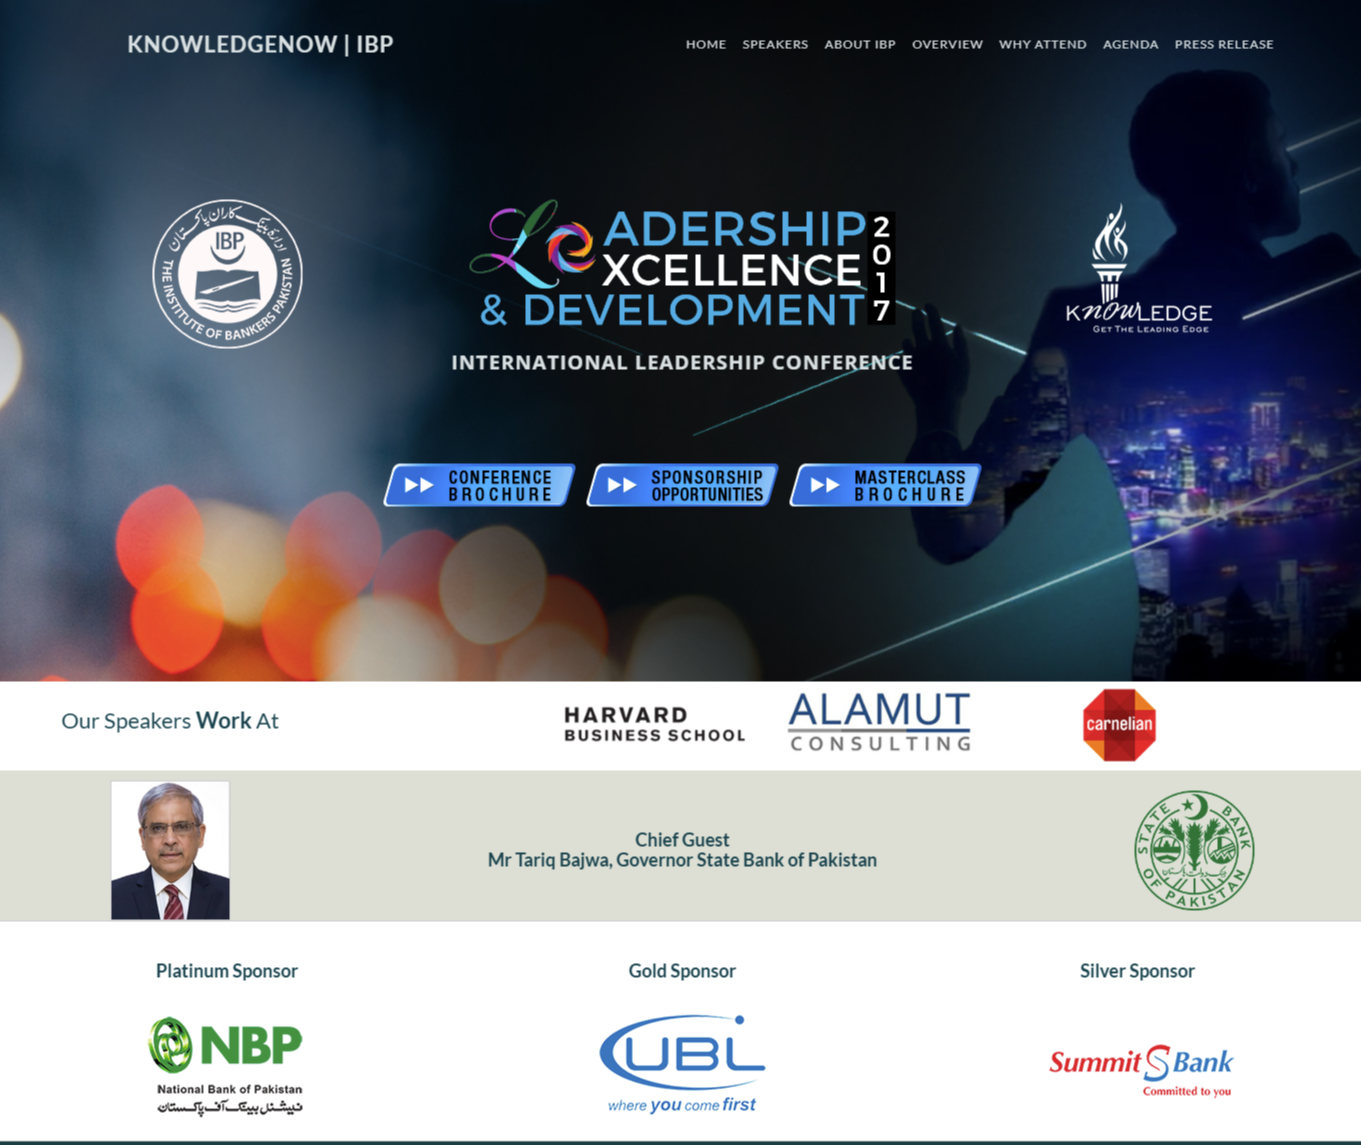 KNOWLEDGENOW | IBP
HOME SPEAKERS ABOUT IBP OVERVIEW WHY ATTEND AGENDA PRESS RELEASE
ادارہ بینکاران پاکستان
IBP
THE INSTITUTE OF BANKERS PAKISTAN
LeADERSHIP
XCELLENCE
& DEVELOPMENT
2017
INTERNATIONAL LEADERSHIP CONFERENCE
KNOWLEDGE
GET THE LEADING EDGE
CONFERENCE
BROCHURE
SPONSORSHIP
OPPORTUNITIES
MASTERCLASS
BROCHURE
Our Speakers Work At
HARVARD
BUSINESS SCHOOL
ALAMUT
CONSULTING
carnelian
Chief Guest
Mr Tariq Bajwa, Governor State Bank of Pakistan
STATE BANK
OF PAKISTAN
Platinum Sponsor
Gold Sponsor
Silver Sponsor
NBP
National Bank of Pakistan
نیشنل بینک آف پاکستان
UBL
where you come first
Summit S Bank
Committed to you